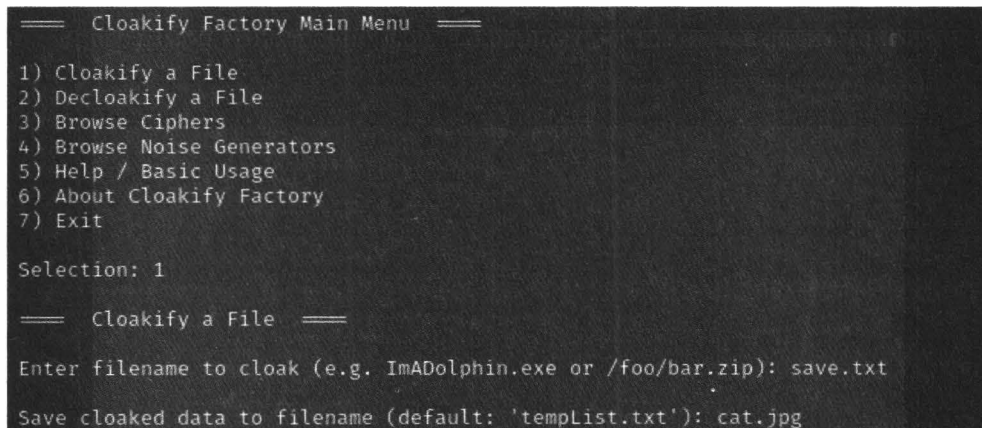 ==== Cloakify Factory Main Menu ====
1) Cloakify a File
2) Decloakify a File
3) Browse Ciphers
4) Browse Noise Generators
5) Help / Basic Usage
6) About Cloakify Factory
7) Exit
Selection: 1
==== Cloakify a File ====
Enter filename to cloak (e.g. ImADolphin.exe or /foo/bar.zip): save.txt
Save cloaked data to filename (default: 'tempList.txt'): cat.jpg